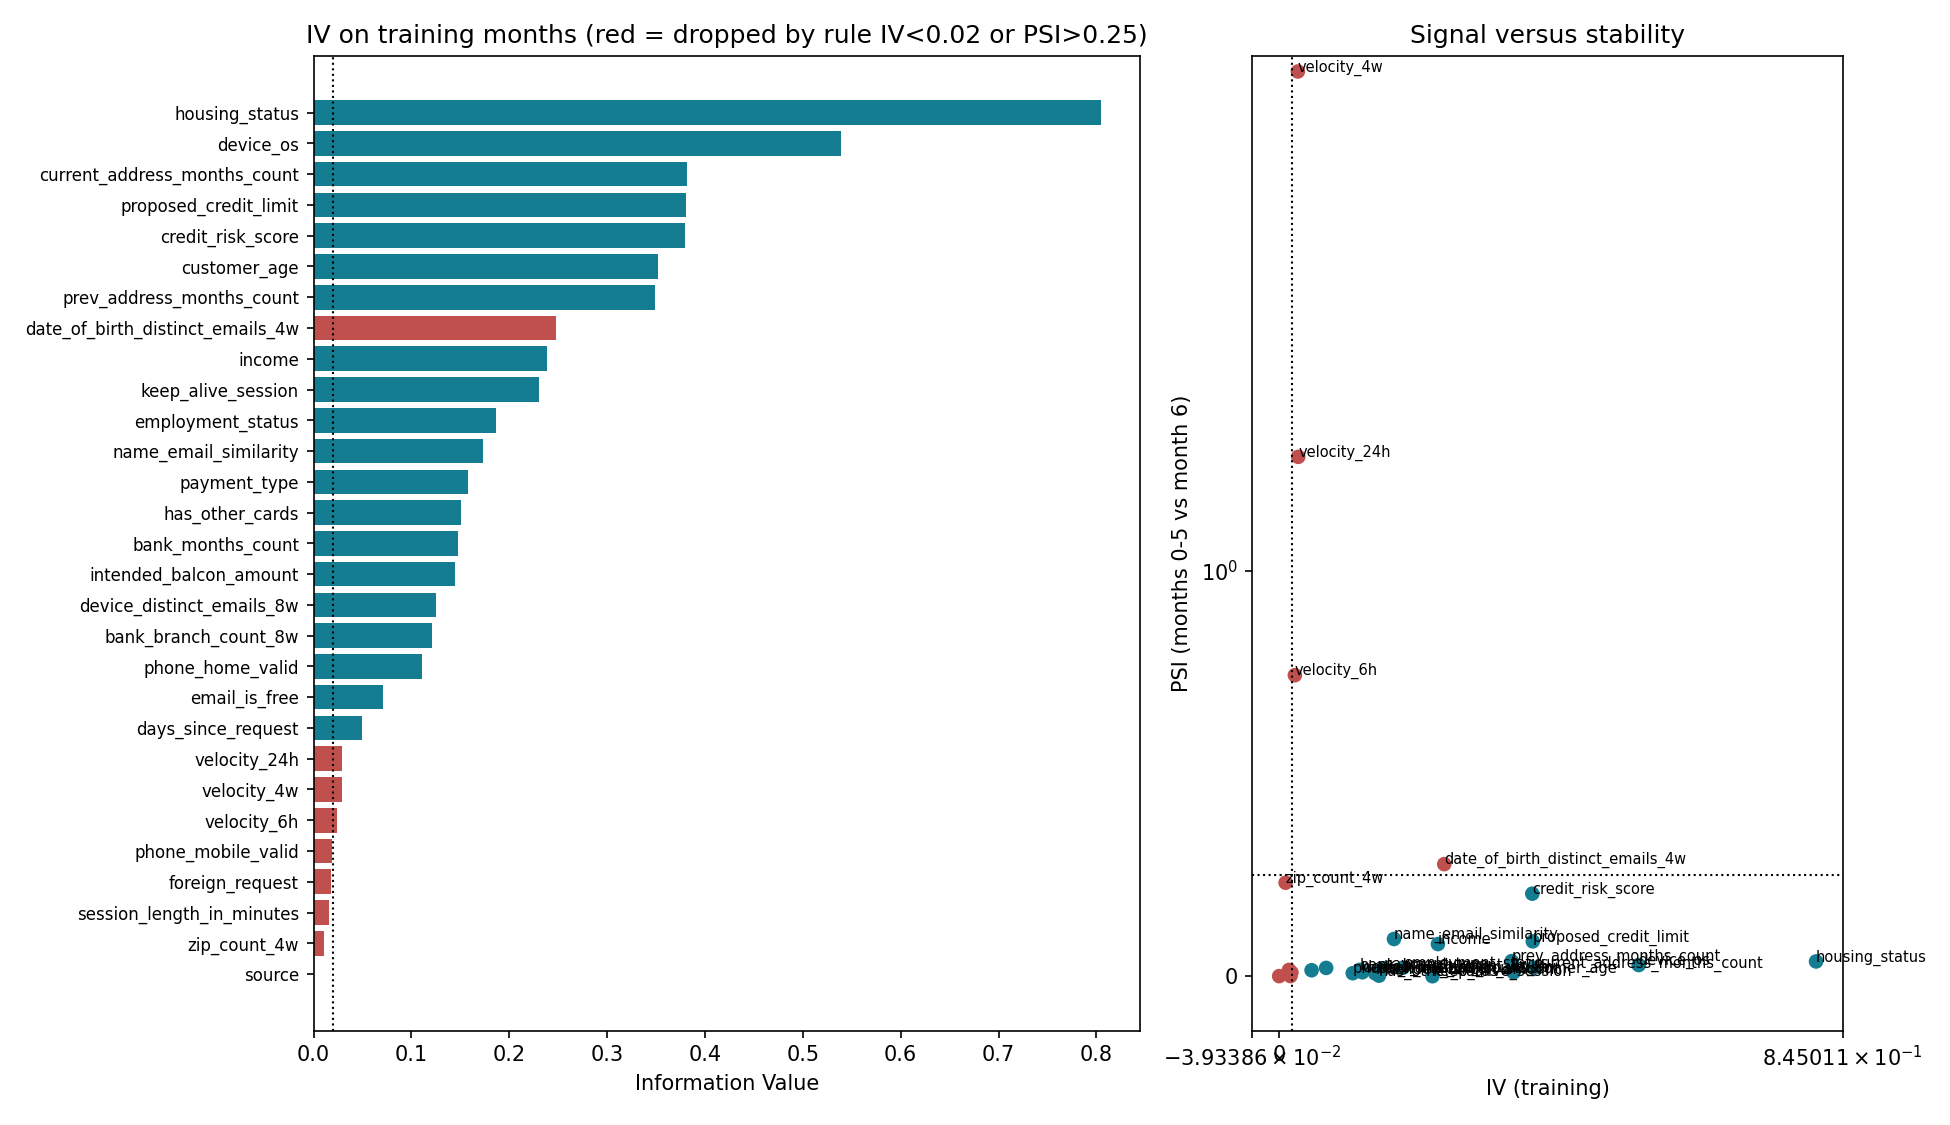 IV on training months (red = dropped by rule IV<0.02 or PSI>0.25)
housing_status
device_os
current_address_months_count
proposed_credit_limit
credit_risk_score
customer_age
prev_address_months_count
date_of_birth_distinct_emails_4w
income
keep_alive_session
employment_status
name_email_similarity
payment_type
has_other_cards
bank_months_count
intended_balcon_amount
device_distinct_emails_8w
bank_branch_count_8w
phone_home_valid
email_is_free
days_since_request
velocity_24h
velocity_4w
velocity_6h
phone_mobile_valid
foreign_request
session_length_in_minutes
zip_count_4w
source
0.0 0.1 0.2 0.3 0.4 0.5 0.6 0.7 0.8
Information Value
Signal versus stability
PSI (months 0-5 vs month 6)
10⁰
0
velocity_4w
velocity_24h
velocity_6h
date_of_birth_distinct_emails_4w
zip_count_4w
credit_risk_score
name_email_similarity
income
proposed_credit_limit
prev_address_months_count
housing_status
−3.93386 × 10⁻²
0
8.45011 × 10⁻¹
IV (training)